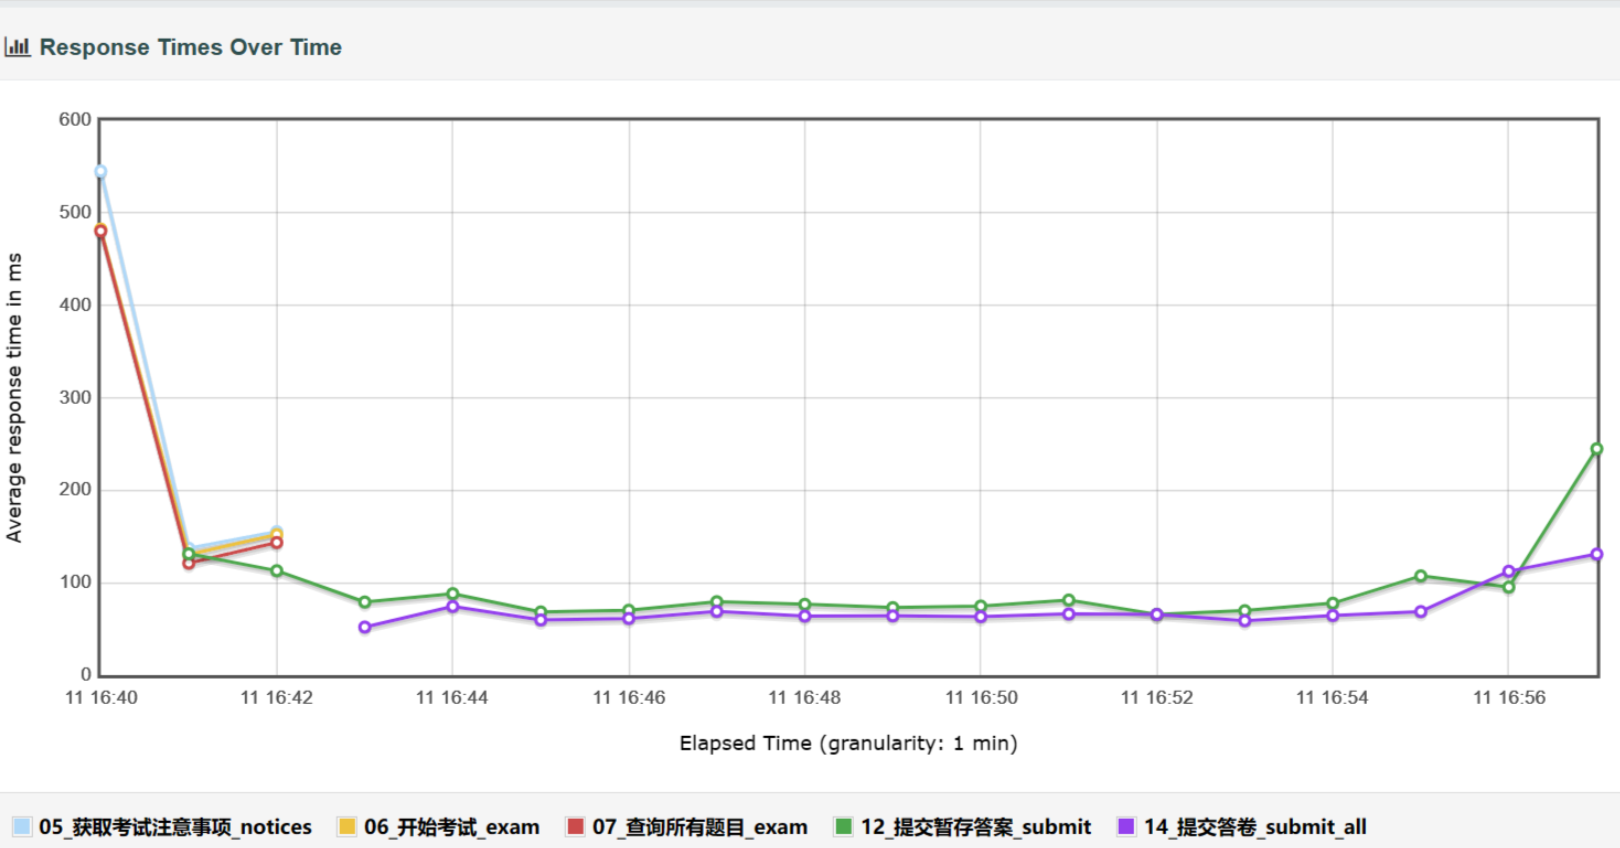 Response Times Over Time
600
500
400
300
200
100
0
Average response time in ms
11 16:40 11 16:42 11 16:44 11 16:46 11 16:48 11 16:50 11 16:52 11 16:54 11 16:56
Elapsed Time (granularity: 1 min)
05_获取考试注意事项_notices 06_开始考试_exam 07_查询所有题目_exam 12_提交暂存答案_submit 14_提交答卷_submit_all